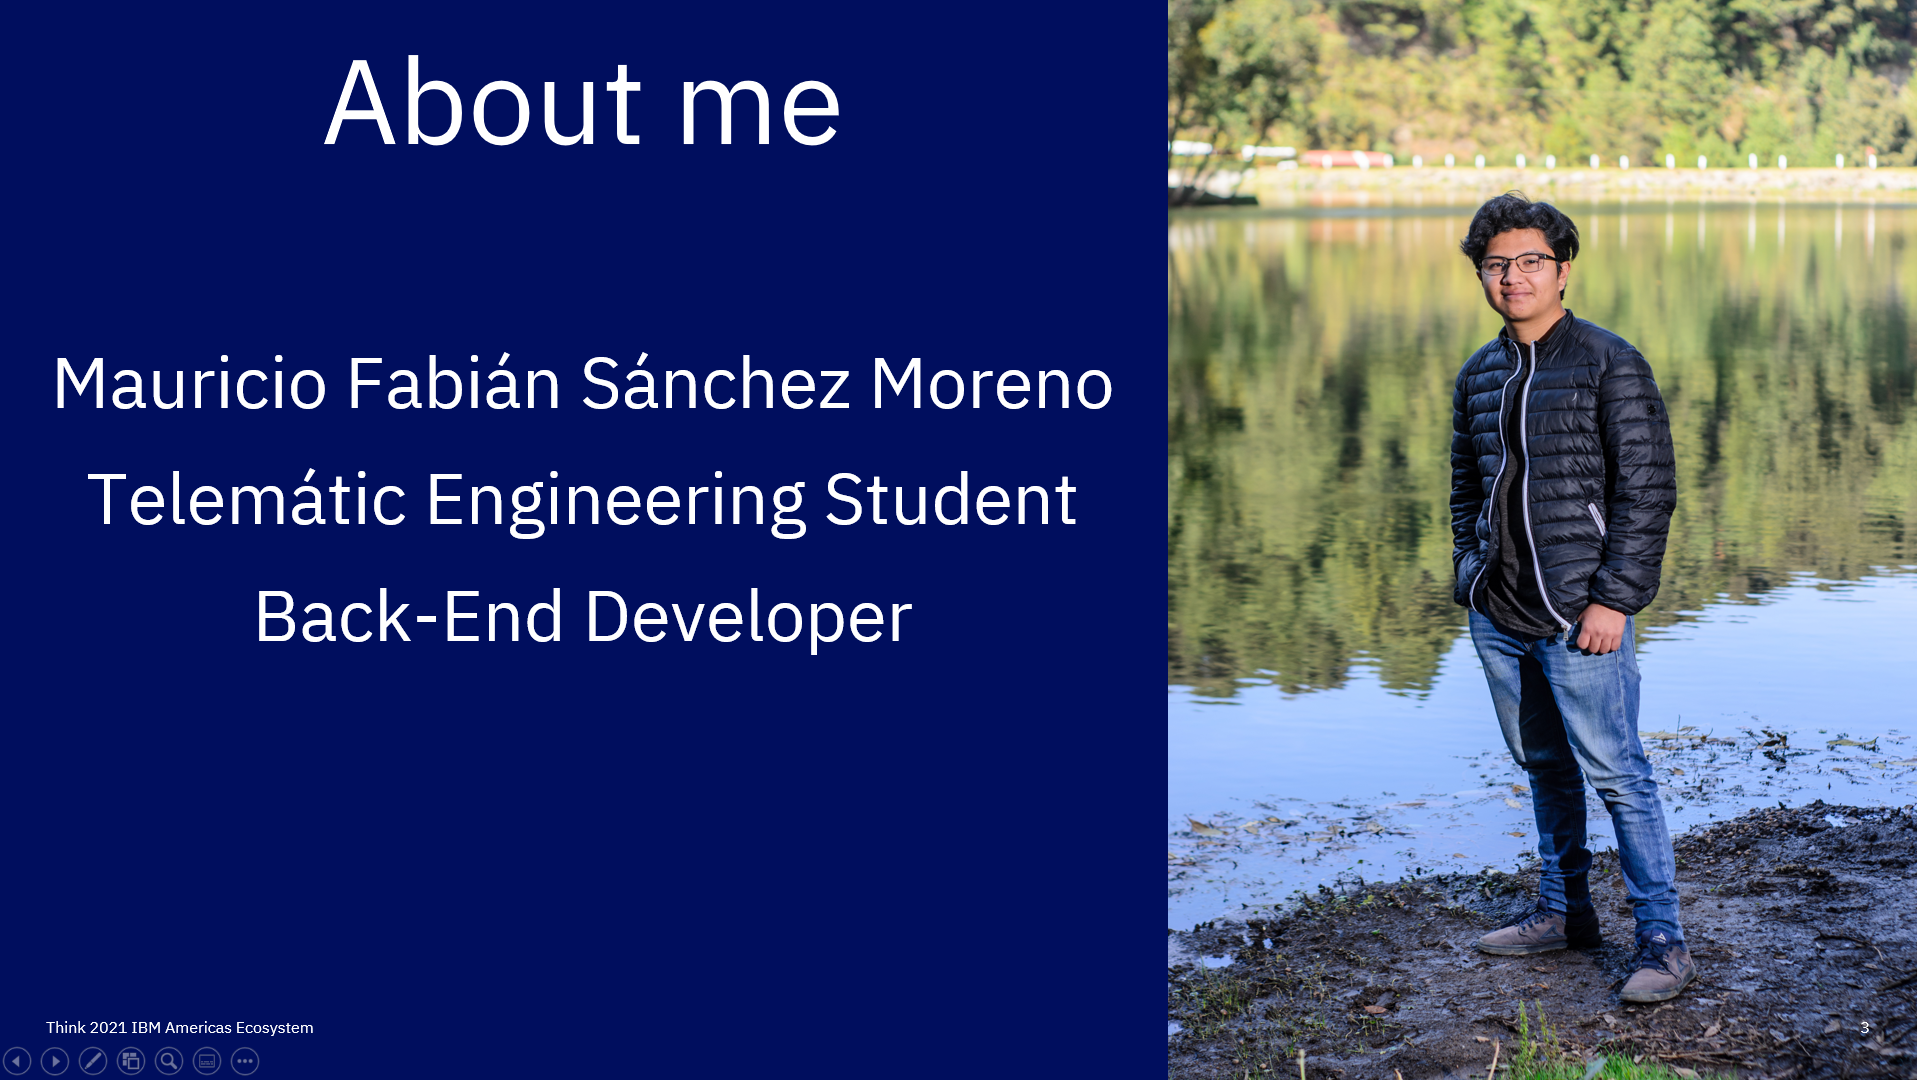 About me
Mauricio Fabián Sánchez Moreno
Telemátic Engineering Student
Back-End Developer
Think 2021 IBM Americas Ecosystem
3